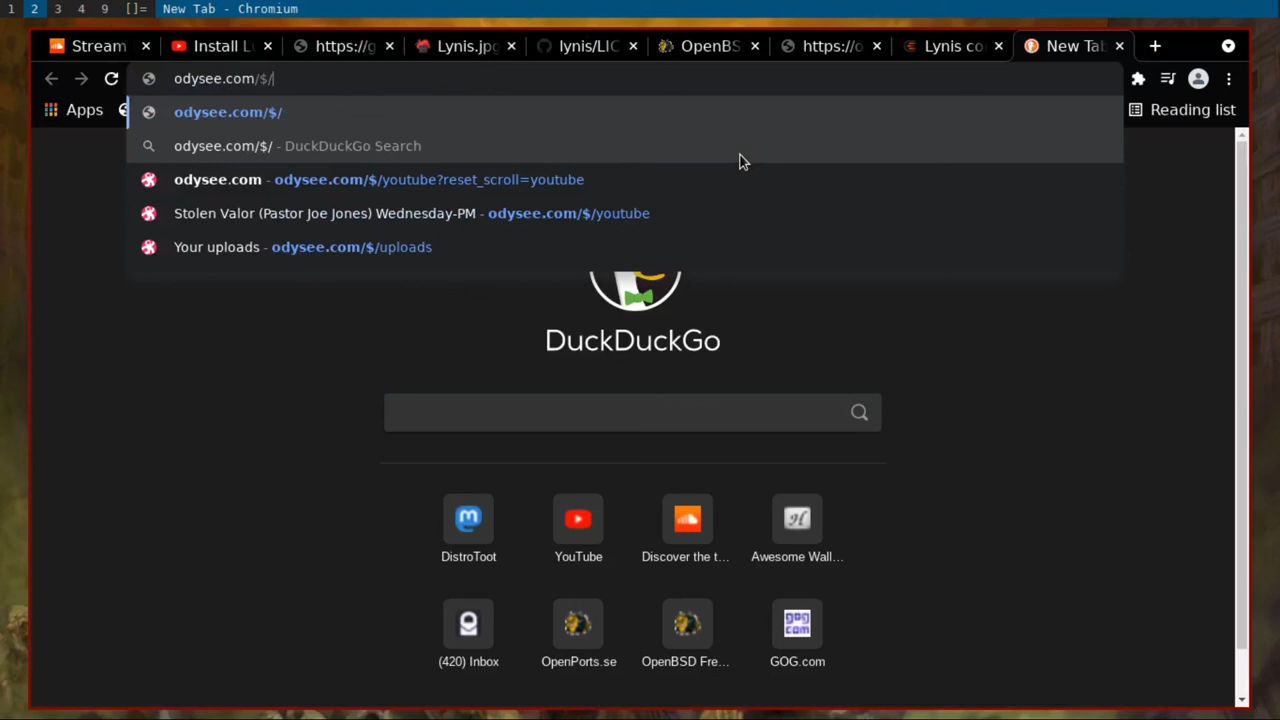 1 2 3 4 9 []= New Tab - Chromium
Stream × Install L × https://g × Lynis.jpg × lynis/LIC × OpenBS × https://o × Lynis co × New Tab × +
odysee.com/$/
Apps Reading list
odysee.com/$/
odysee.com/$/ - DuckDuckGo Search
odysee.com - odysee.com/$/youtube?reset_scroll=youtube
Stolen Valor (Pastor Joe Jones) Wednesday-PM - odysee.com/$/youtube
Your uploads - odysee.com/$/uploads
DuckDuckGo
DistroToot YouTube Discover the t... Awesome Wall...
(420) Inbox OpenPorts.se OpenBSD Fre... GOG.com